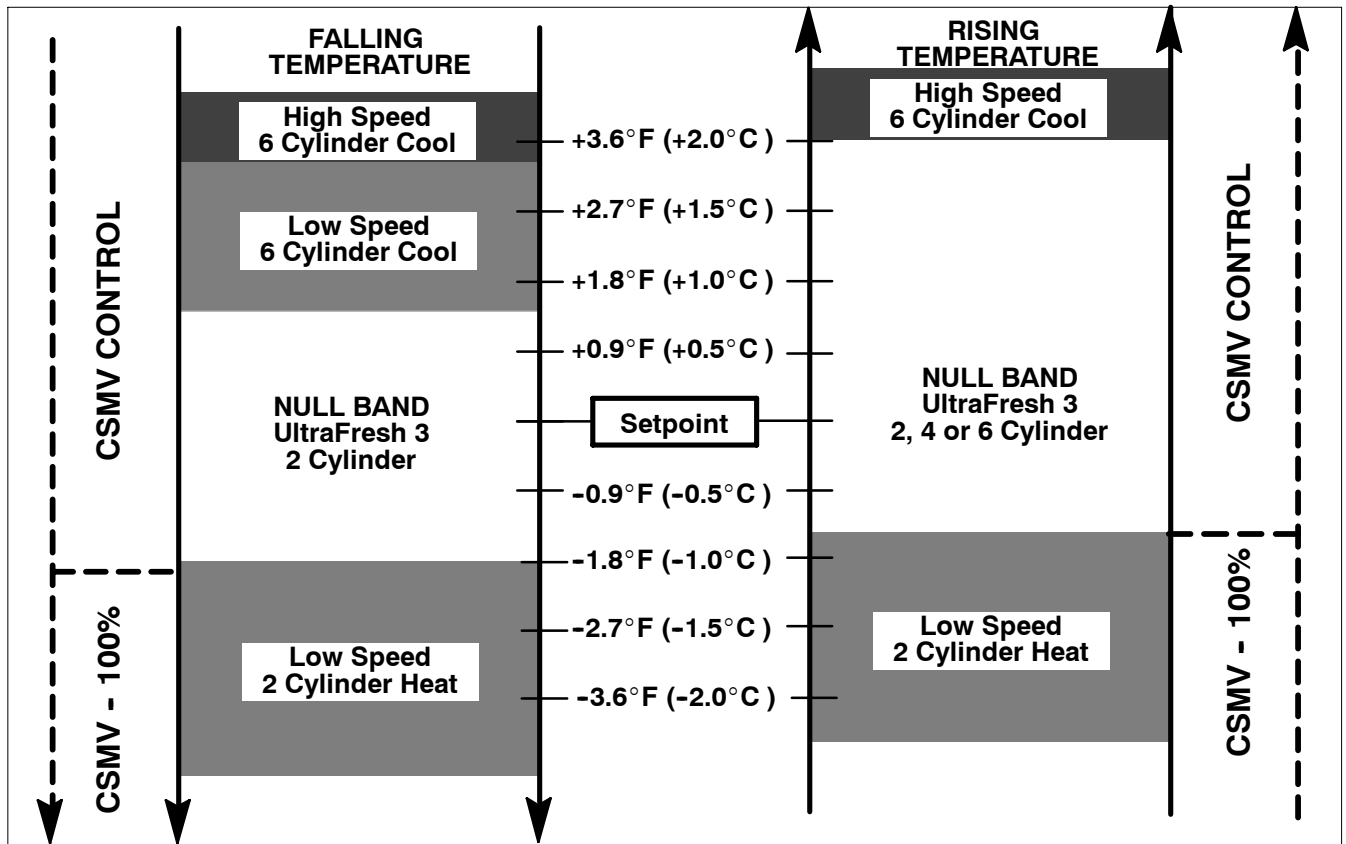 FALLING
TEMPERATURE
High Speed
6 Cylinder Cool
Low Speed
6 Cylinder Cool
NULL BAND
UltraFresh 3
2 Cylinder
Low Speed
2 Cylinder Heat
CSMV CONTROL
CSMV - 100%
+3.6°F (+2.0°C )
+2.7°F (+1.5°C )
+1.8°F (+1.0°C )
+0.9°F (+0.5°C )
Setpoint
-0.9°F (-0.5°C )
-1.8°F (-1.0°C )
-2.7°F (-1.5°C )
-3.6°F (-2.0°C )
RISING
TEMPERATURE
High Speed
6 Cylinder Cool
NULL BAND
UltraFresh 3
2, 4 or 6 Cylinder
Low Speed
2 Cylinder Heat
CSMV CONTROL
CSMV - 100%